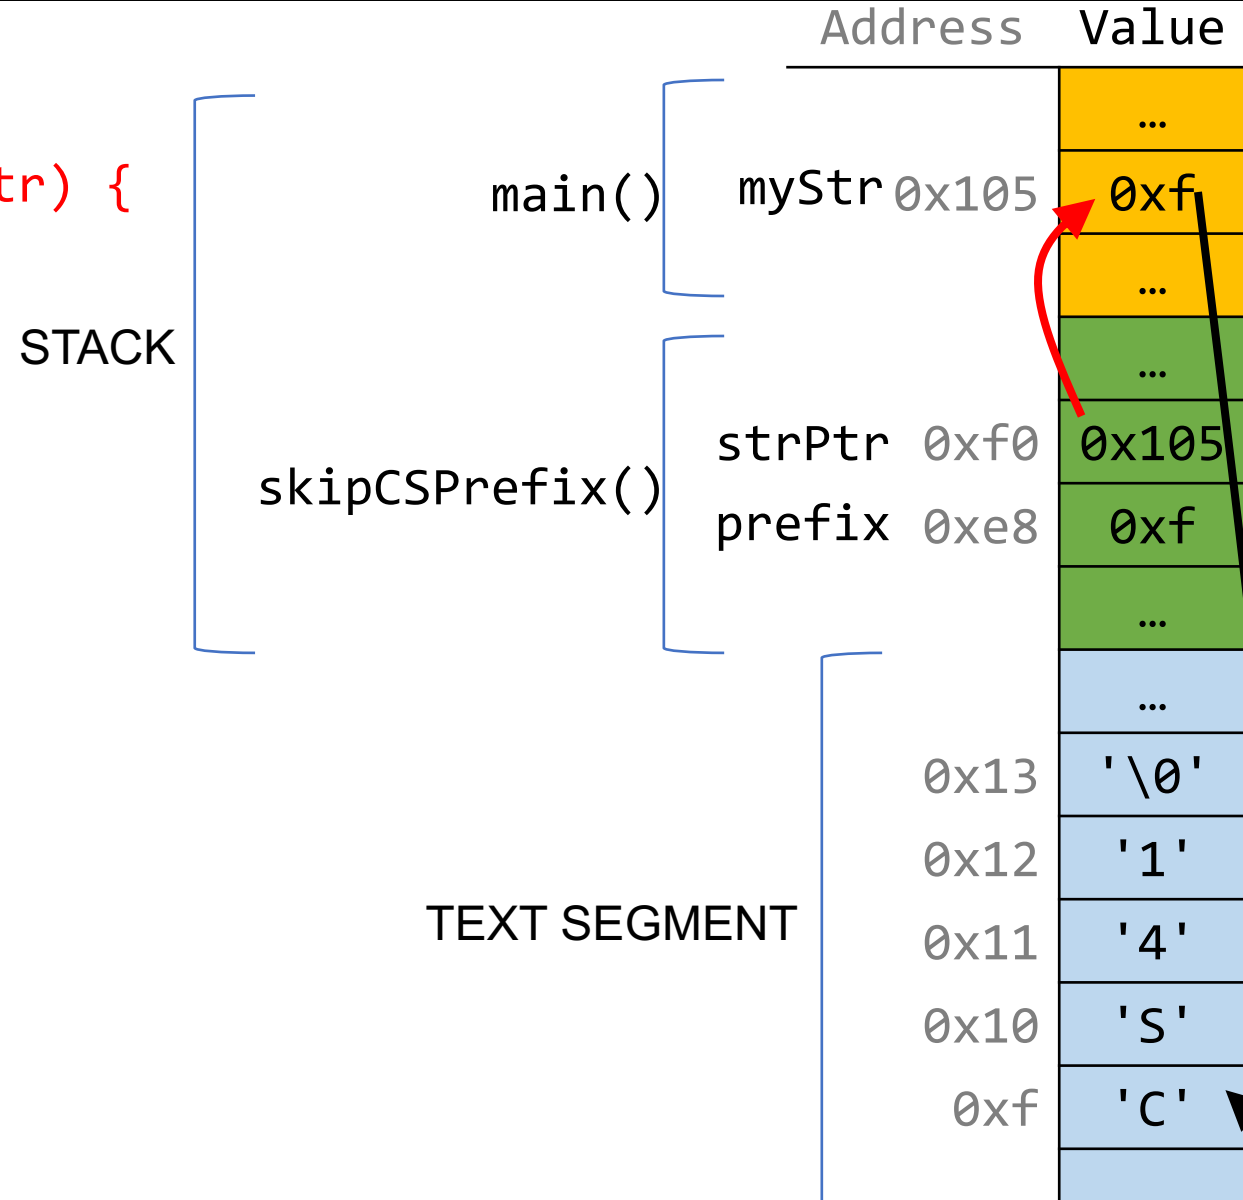 Address Value
…
tr) {
main() myStr 0x105 0xf
…
STACK
…
strPtr 0xf0 0x105
skipCSPrefix()
prefix 0xe8 0xf
…
…
0x13 '\0'
0x12 '1'
TEXT SEGMENT
0x11 '4'
0x10 'S'
0xf 'C'